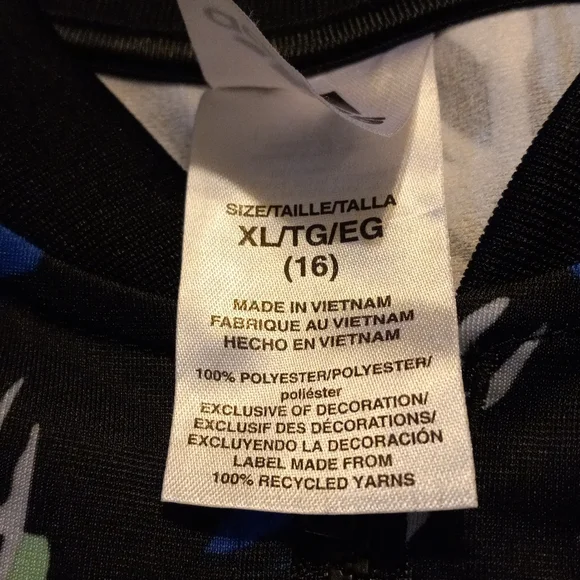 SIZE/TAILLE/TALLA
XL/TG/EG
(16)
MADE IN VIETNAM
FABRIQUE AU VIETNAM
HECHO EN VIETNAM
100% POLYESTER/POLYESTER/
poliéster
EXCLUSIVE OF DECORATION/
EXCLUSIF DES DÉCORATIONS/
EXCLUYENDO LA DECORACIÓN
LABEL MADE FROM
100% RECYCLED YARNS